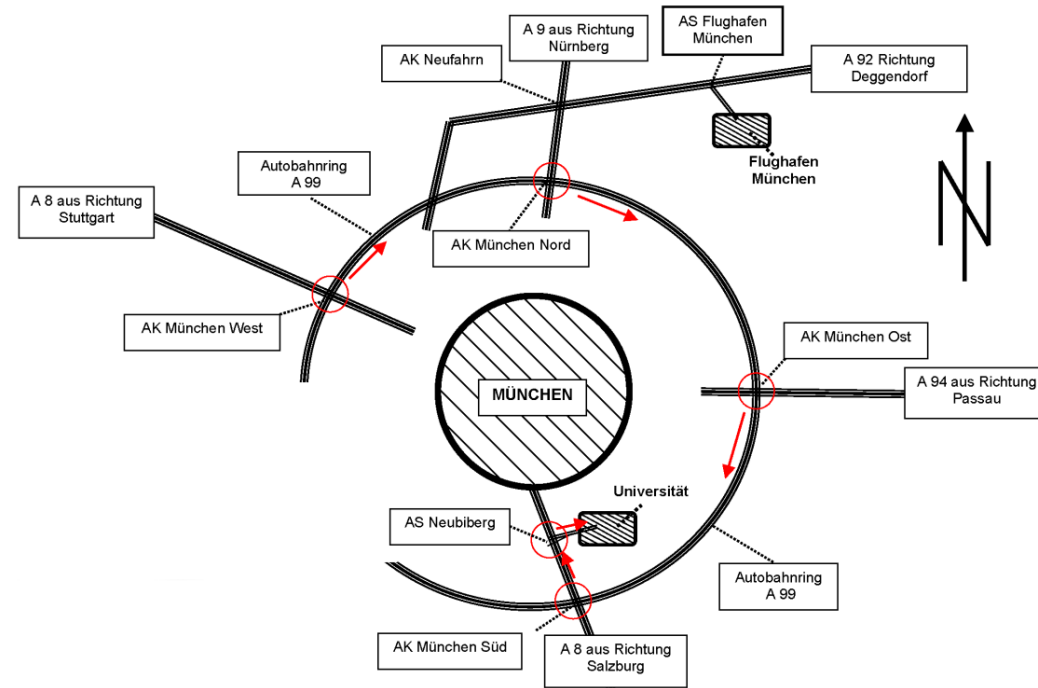 A 9 aus Richtung
Nürnberg
AS Flughafen
München
AK Neufahrn
A 92 Richtung
Deggendorf
Flughafen
München
Autobahnring
A 99
A 8 aus Richtung
Stuttgart
N
AK München Nord
AK München West
AK München Ost
MÜNCHEN
A 94 aus Richtung
Passau
Universität
AS Neubiberg
Autobahnring
A 99
AK München Süd
A 8 aus Richtung
Salzburg